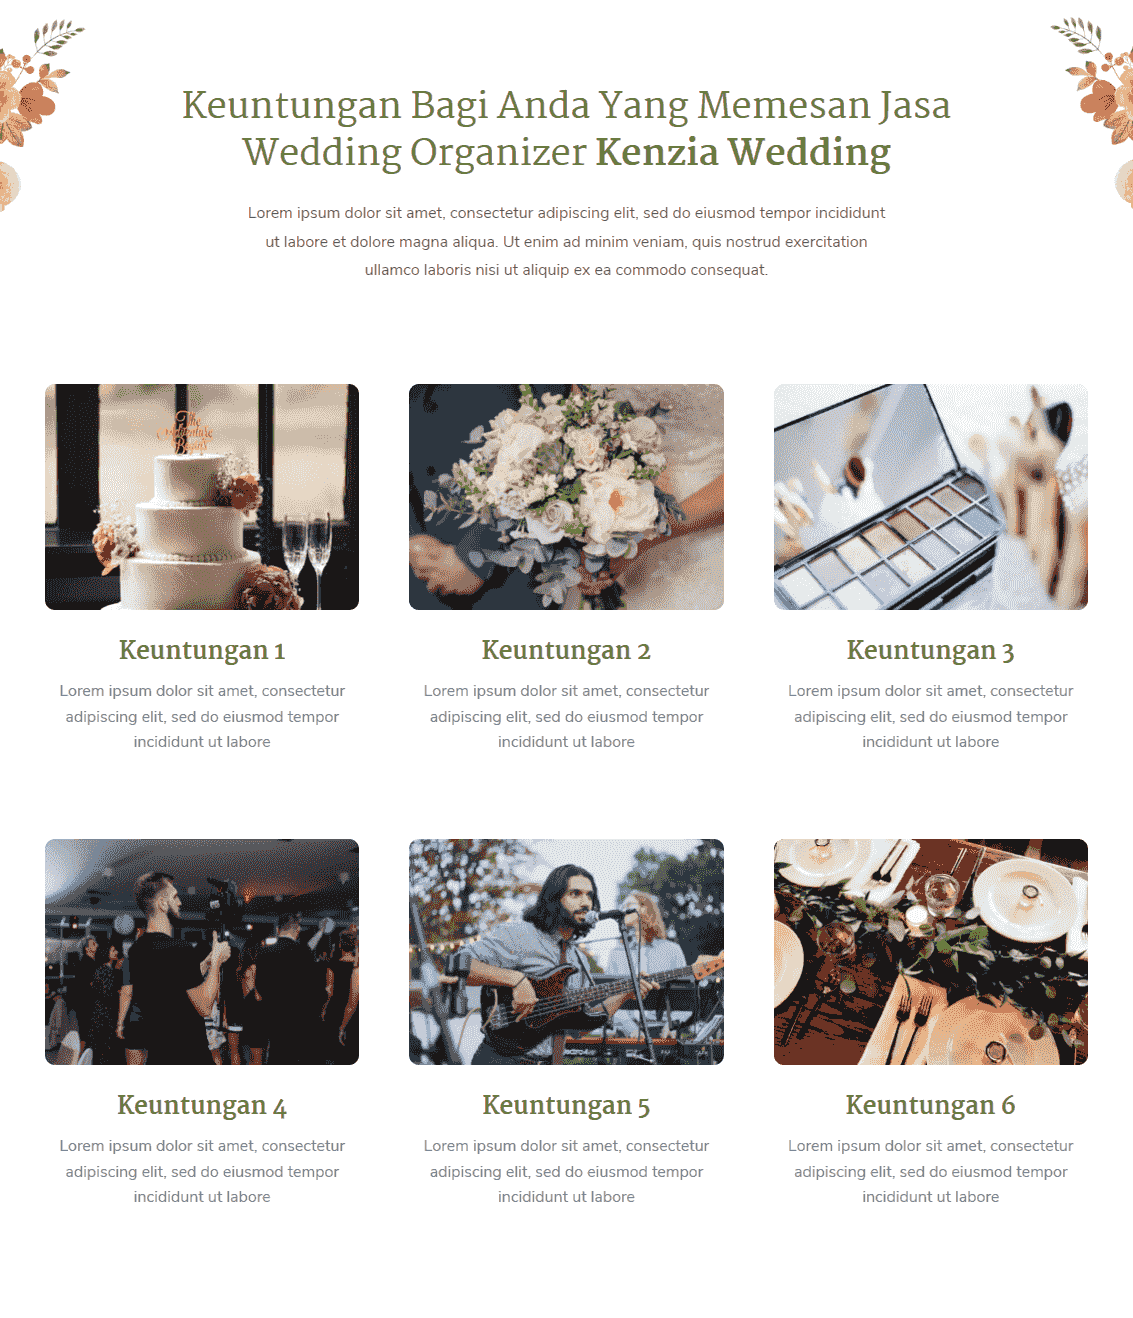 Keuntungan Bagi Anda Yang Memesan Jasa
Wedding Organizer Kenzia Wedding
Lorem ipsum dolor sit amet, consectetur adipiscing elit, sed do eiusmod tempor incididunt
ut labore et dolore magna aliqua. Ut enim ad minim veniam, quis nostrud exercitation
ullamco laboris nisi ut aliquip ex ea commodo consequat.
The
Adventure
Begins
Keuntungan 1
Lorem ipsum dolor sit amet, consectetur
adipiscing elit, sed do eiusmod tempor
incididunt ut labore
Keuntungan 2
Lorem ipsum dolor sit amet, consectetur
adipiscing elit, sed do eiusmod tempor
incididunt ut labore
Keuntungan 3
Lorem ipsum dolor sit amet, consectetur
adipiscing elit, sed do eiusmod tempor
incididunt ut labore
Keuntungan 4
Lorem ipsum dolor sit amet, consectetur
adipiscing elit, sed do eiusmod tempor
incididunt ut labore
Keuntungan 5
Lorem ipsum dolor sit amet, consectetur
adipiscing elit, sed do eiusmod tempor
incididunt ut labore
Keuntungan 6
Lorem ipsum dolor sit amet, consectetur
adipiscing elit, sed do eiusmod tempor
incididunt ut labore